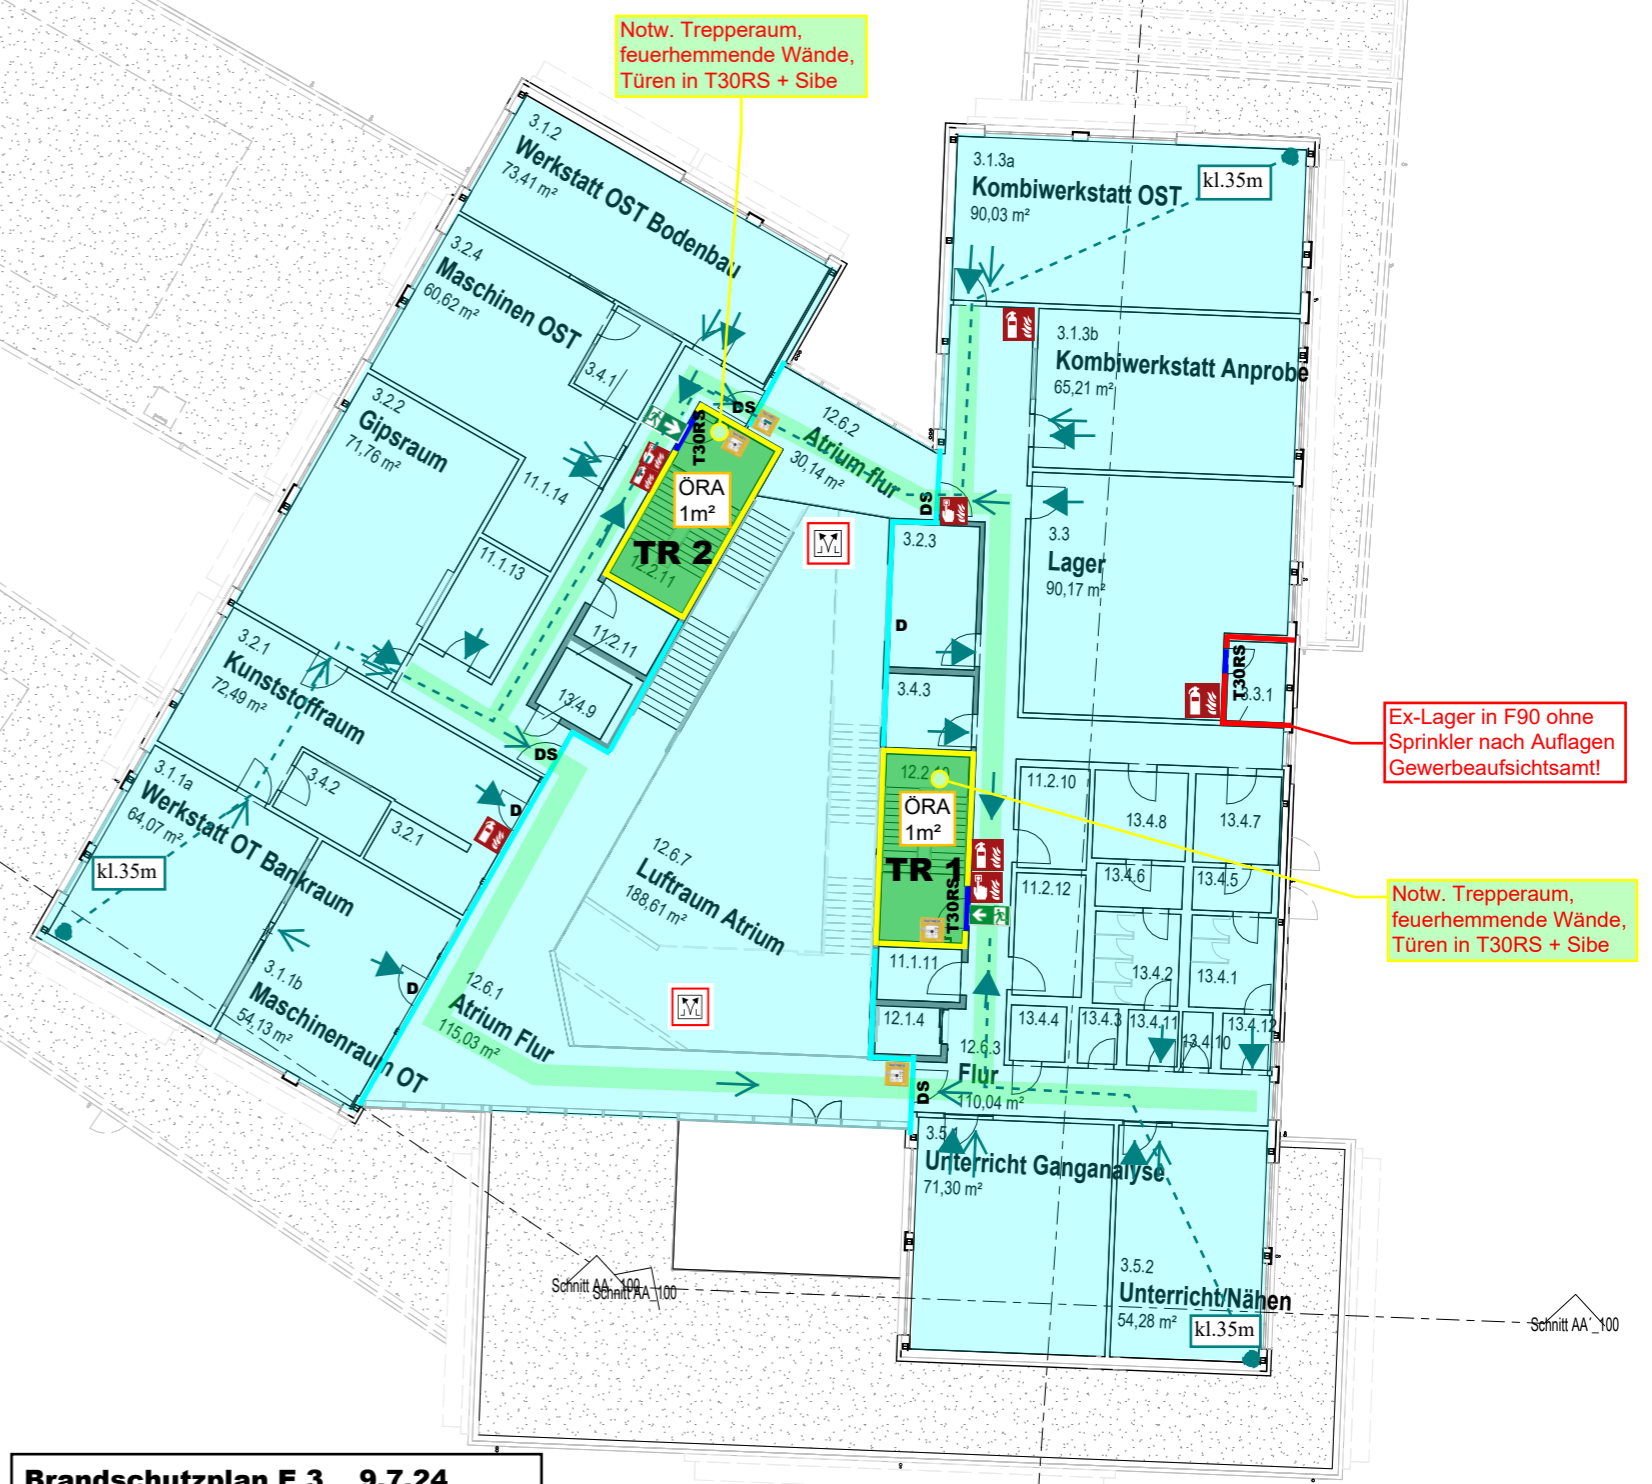 Notw. Trepperaum,
feuerhemmende Wände,
Türen in T30RS + Sibe
3.1.2
Werkstatt OST Bodenbau
73,41 m²
3.2.4
Maschinen OST
60,62 m²
3.4.1
3.2.2
Gipsraum
71,76 m²
11.1.14
11.1.13
3.2.1
Kunststoffraum
72,49 m²
3.4.2
3.2.1
3.1.1a
Werkstatt OT Bankraum
64,07 m²
kl.35m
3.1.1b
Maschinenraum OT
54,13 m²
D
D
DS
DS
T30RS
ÖRA
1m²
TR 2
12.2.11
11.2.11
13.4.9
12.6.2
Atrium-flur
30,14 m²
DS
12.6.7
Luftraum Atrium
188,61 m²
12.6.1
Atrium Flur
115,03 m²
3.1.3a
Kombiwerkstatt OST
90,03 m²
kl.35m
3.1.3b
Kombiwerkstatt Anprobe
65,21 m²
3.3
Lager
90,17 m²
T30RS
3.3.1
Ex-Lager in F90 ohne
Sprinkler nach Auflagen
Gewerbeaufsichtsamt!
3.2.3
D
3.4.3
12.2.10
ÖRA
1m²
TR 1
T30RS
11.1.11
12.1.4
11.2.10
11.2.12
13.4.8
13.4.7
13.4.6
13.4.5
13.4.2
13.4.1
13.4.4
13.4.3
13.4.11
13.4.10
13.4.12
Notw. Trepperaum,
feuerhemmende Wände,
Türen in T30RS + Sibe
12.6.3
Flur
110,04 m²
DS
3.5.1
Unterricht Ganganalyse
71,30 m²
3.5.2
Unterricht/Nähen
54,28 m²
kl.35m
Schnitt AA´_100
Schnitt AA_100
Schnitt AA´_100
Brandschutzplan E 3 9.7.24